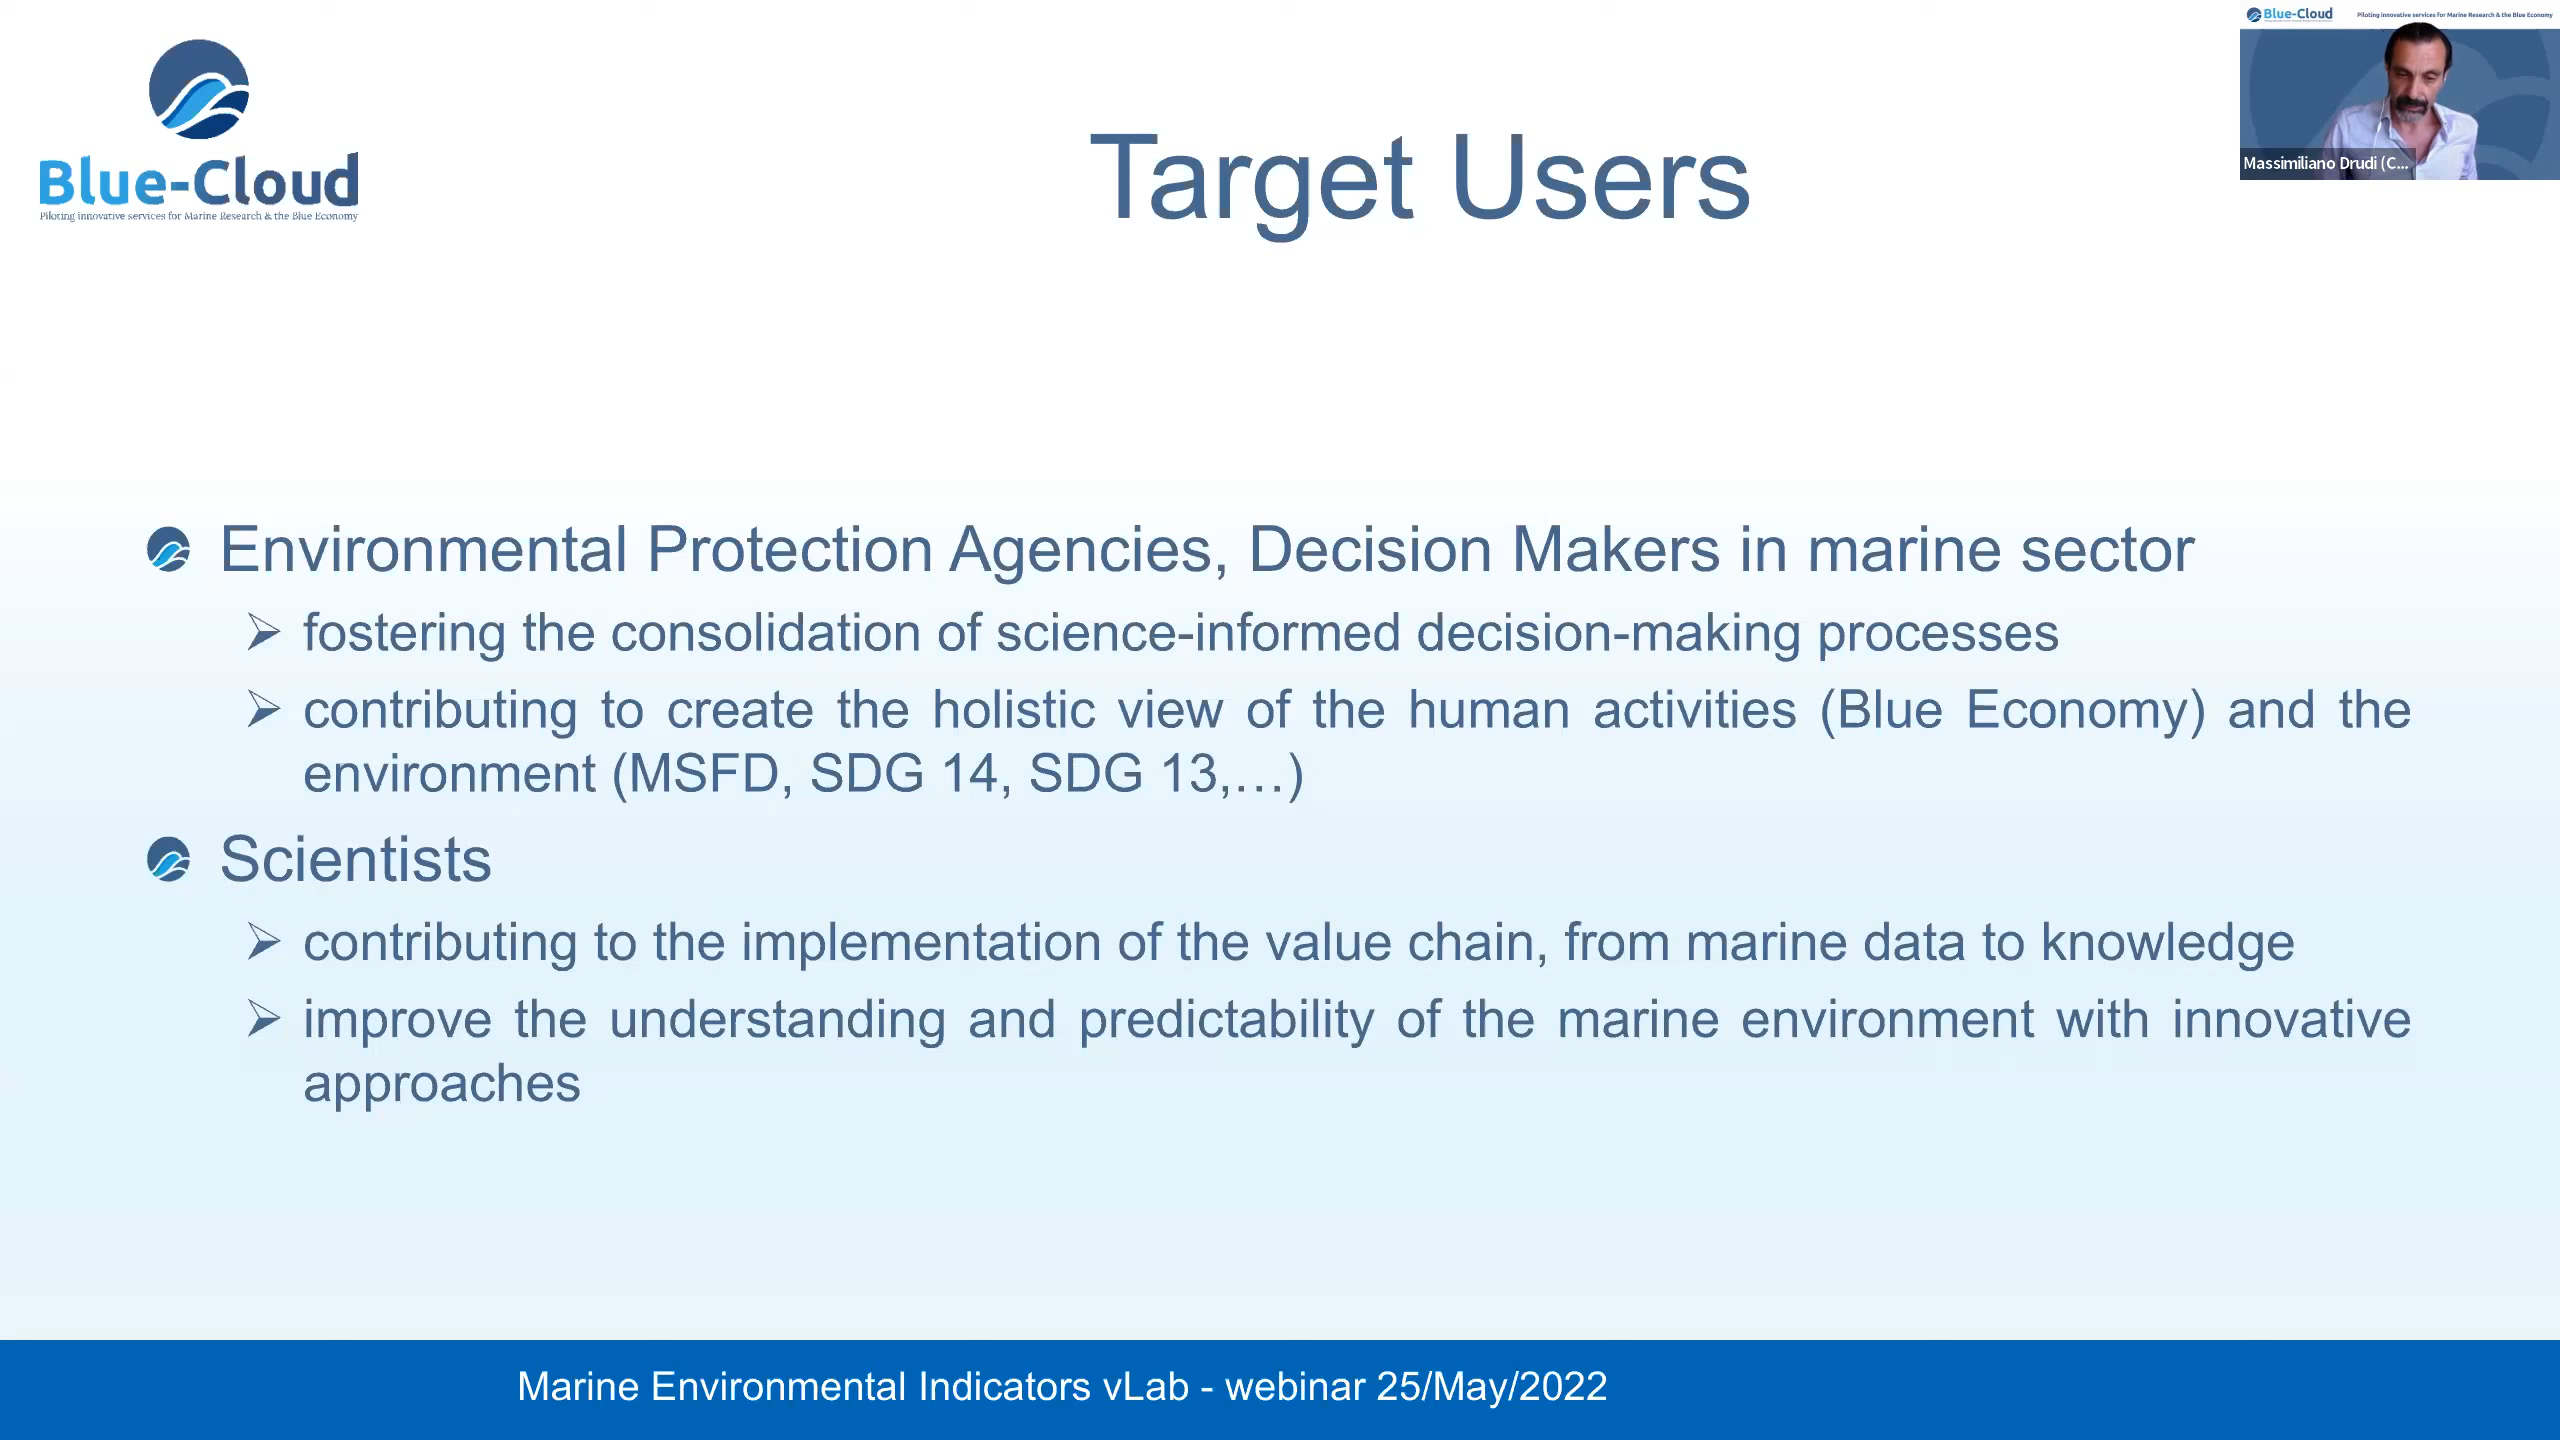 Blue-Cloud
Piloting innovative services for Marine Research & the Blue Economy
Target Users
Blue-Cloud
Piloting innovative services for Marine Research & the Blue Economy
Massimiliano Drudi (C...
Environmental Protection Agencies, Decision Makers in marine sector
fostering the consolidation of science-informed decision-making processes
contributing to create the holistic view of the human activities (Blue Economy) and the
environment (MSFD, SDG 14, SDG 13,...)
Scientists
contributing to the implementation of the value chain, from marine data to knowledge
improve the understanding and predictability of the marine environment with innovative
approaches
Marine Environmental Indicators vLab - webinar 25/May/2022